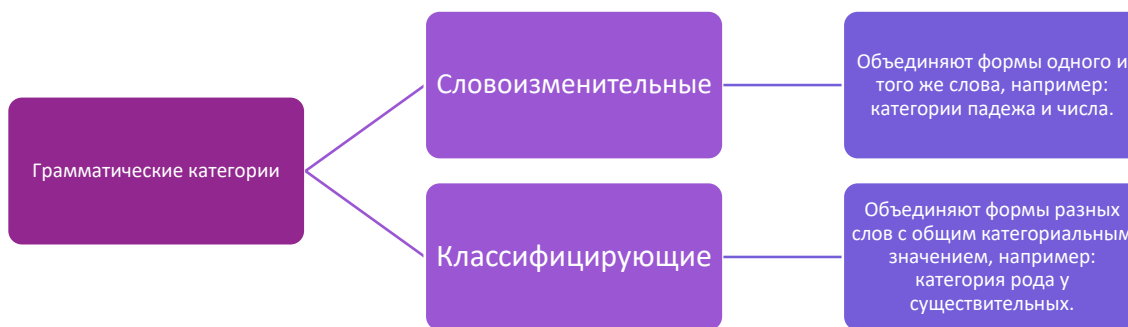 Грамматические категории
Словоизменительные
Объединяют формы одного и
того же слова, например:
категории падежа и числа.
Классифицирующие
Объединяют формы разных
слов с общим категориальным
значением, например:
категория рода у
существительных.